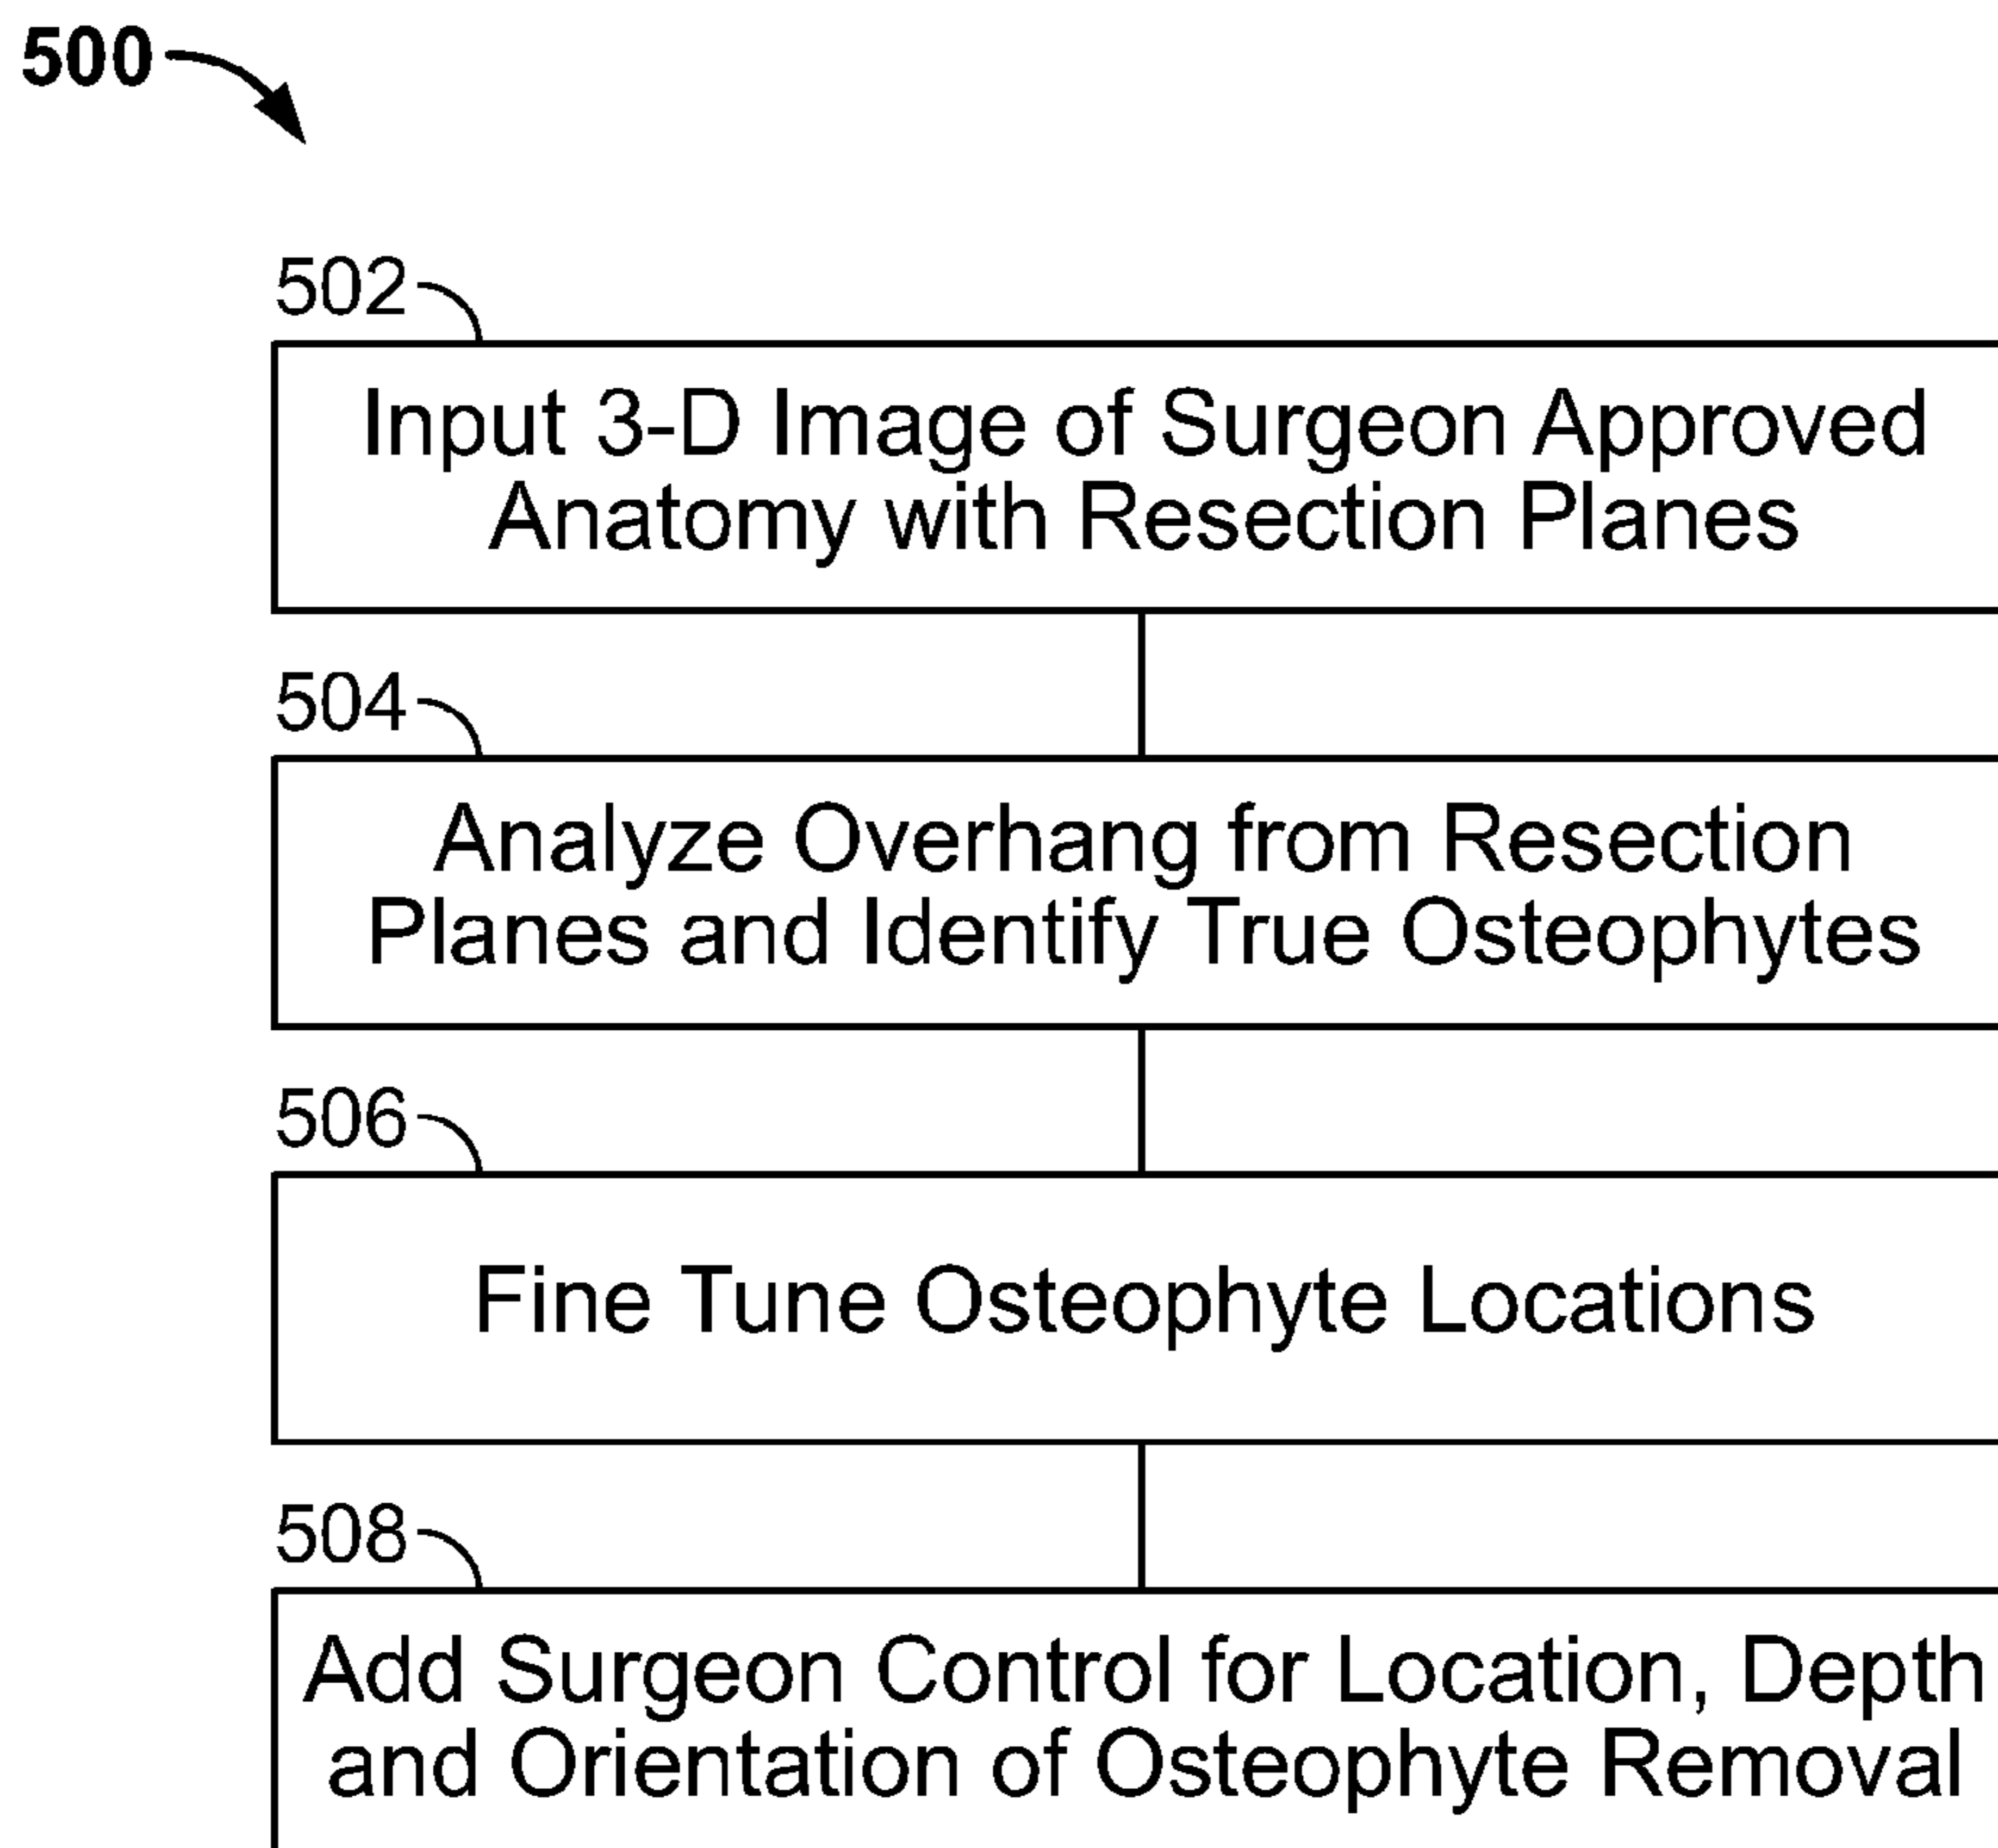 500
502
Input 3-D Image of Surgeon Approved
Anatomy with Resection Planes
504
Analyze Overhang from Resection
Planes and Identify True Osteophytes
506
Fine Tune Osteophyte Locations
508
Add Surgeon Control for Location, Depth
and Orientation of Osteophyte Removal